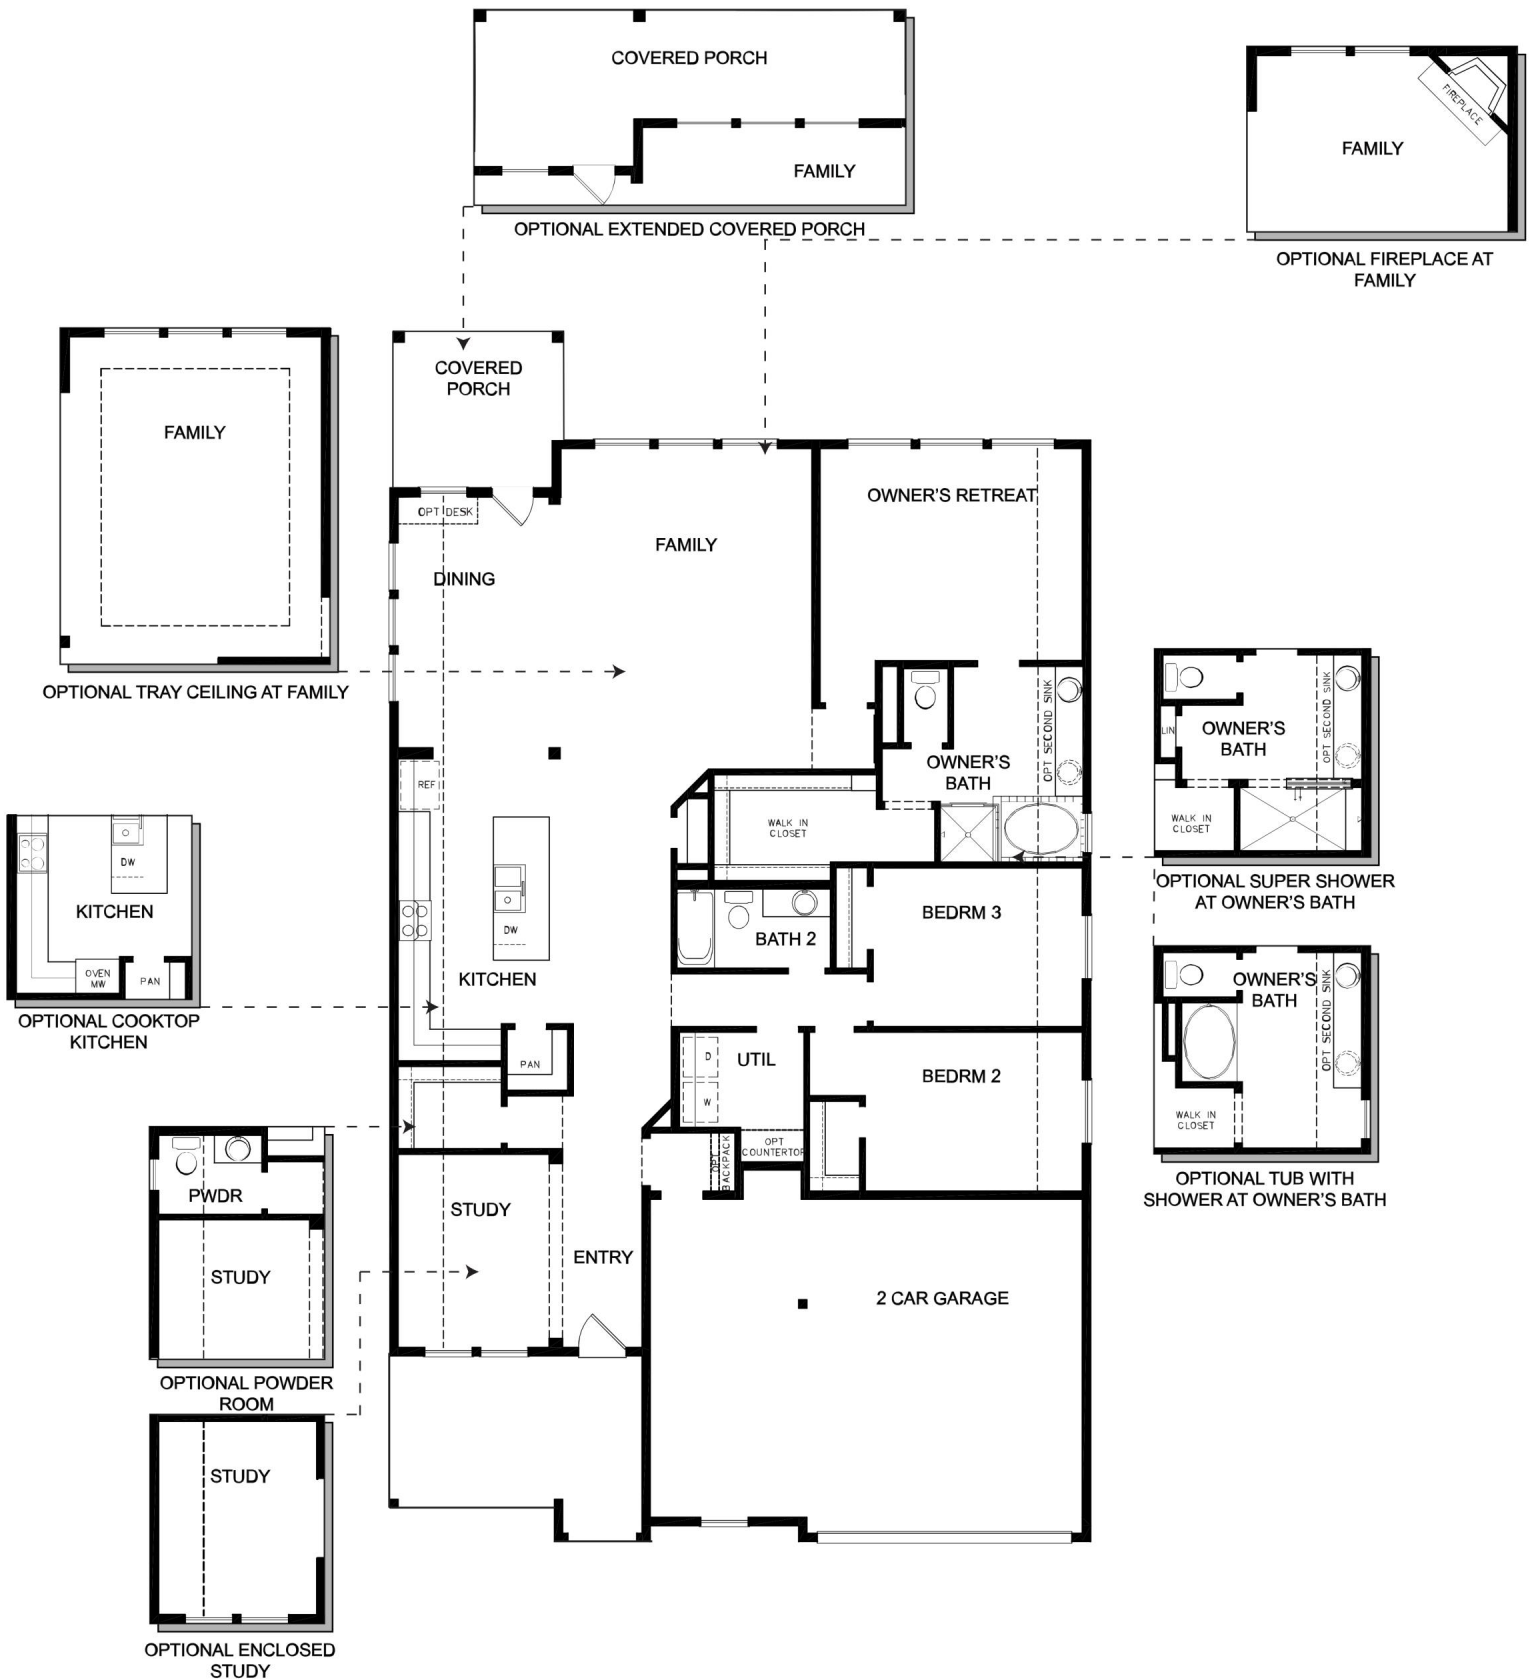 COVERED PORCH
FAMILY
OPTIONAL EXTENDED COVERED PORCH
FIREPLACE
FAMILY
OPTIONAL FIREPLACE AT
FAMILY
FAMILY
OPTIONAL TRAY CEILING AT FAMILY
COVERED
PORCH
OPT DESK
DINING
FAMILY
OWNER'S RETREAT
OPT SECOND SINK
OWNER'S
BATH
REF
WALK IN
CLOSET
DW
KITCHEN
BATH 2
BEDRM 3
PAN
UTIL
D
W
BEDRM 2
OPT
COUNTERTOP
OPT
BACKPACK
STUDY
ENTRY
2 CAR GARAGE
DW
KITCHEN
OVEN
MW
PAN
OPTIONAL COOKTOP
KITCHEN
LIN
OWNER'S
BATH
OPT SECOND SINK
WALK IN
CLOSET
OPTIONAL SUPER SHOWER
AT OWNER'S BATH
OWNER'S
BATH
OPT SECOND SINK
WALK IN
CLOSET
OPTIONAL TUB WITH
SHOWER AT OWNER'S BATH
PWDR
STUDY
OPTIONAL POWDER
ROOM
STUDY
OPTIONAL ENCLOSED
STUDY